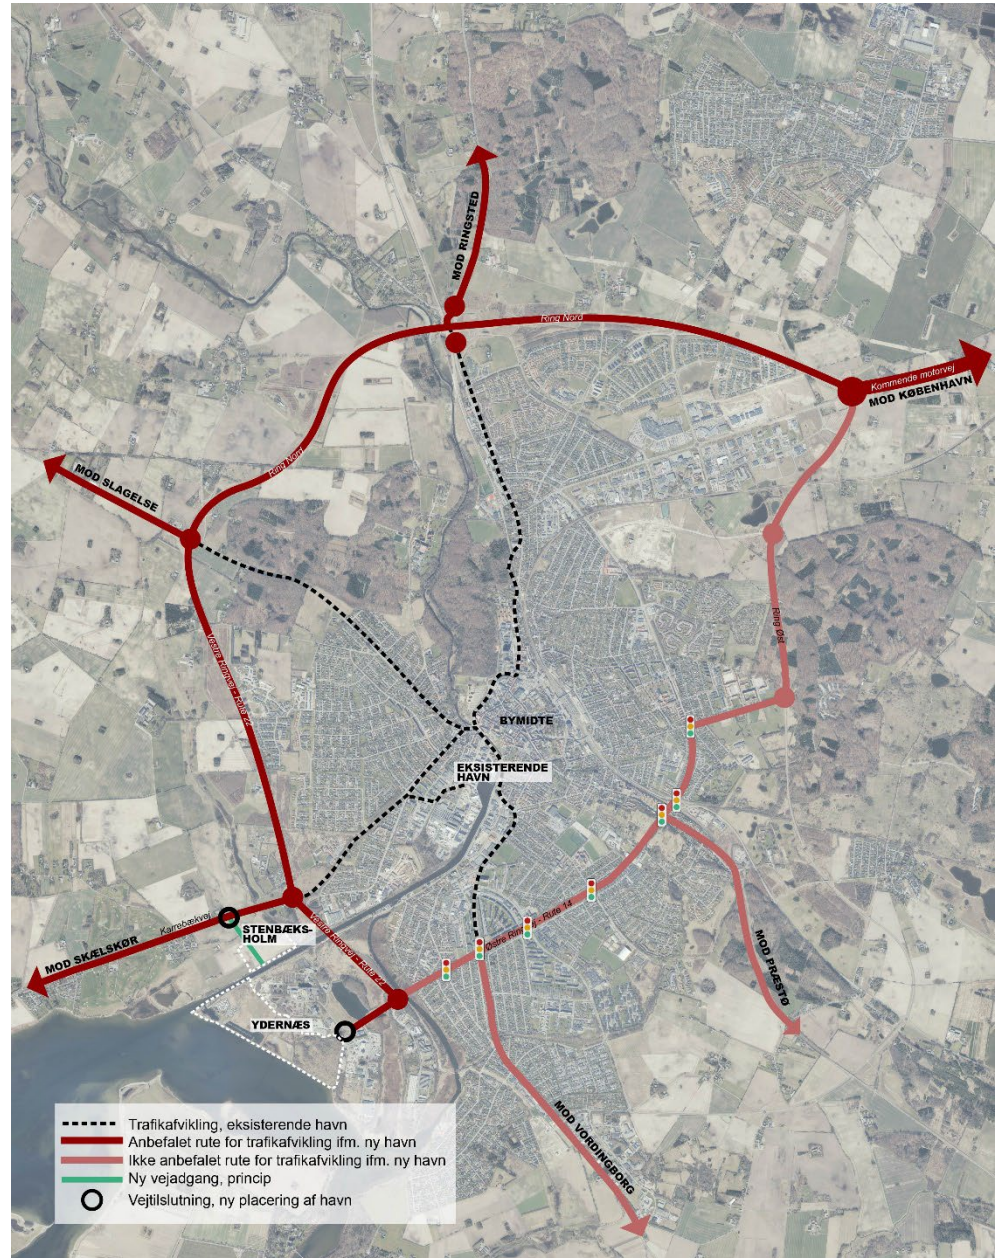 MOD RINGSTED
Ring Nord
Kommende motorvej
MOD KØBENHAVN
Ring Nord
MOD SLAGELSE
Vestre Ringvej - Rute 22
Ring Øst
BYMIDTE
EKSISTERENDE
HAVN
Karrebækvej
STENBÆKS-
HOLM
MOD SKÆLSKØR
Vestre Ringvej - Rute 22
Østre Ringvej - Rute 14
MOD PRÆSTØ
YDERNÆS
MOD VORDINGBORG
Trafikafvikling, eksisterende havn
Anbefalet rute for trafikafvikling ifm. ny havn
Ikke anbefalet rute for trafikafvikling ifm. ny havn
Ny vejadgang, princip
Vejtilslutning, ny placering af havn